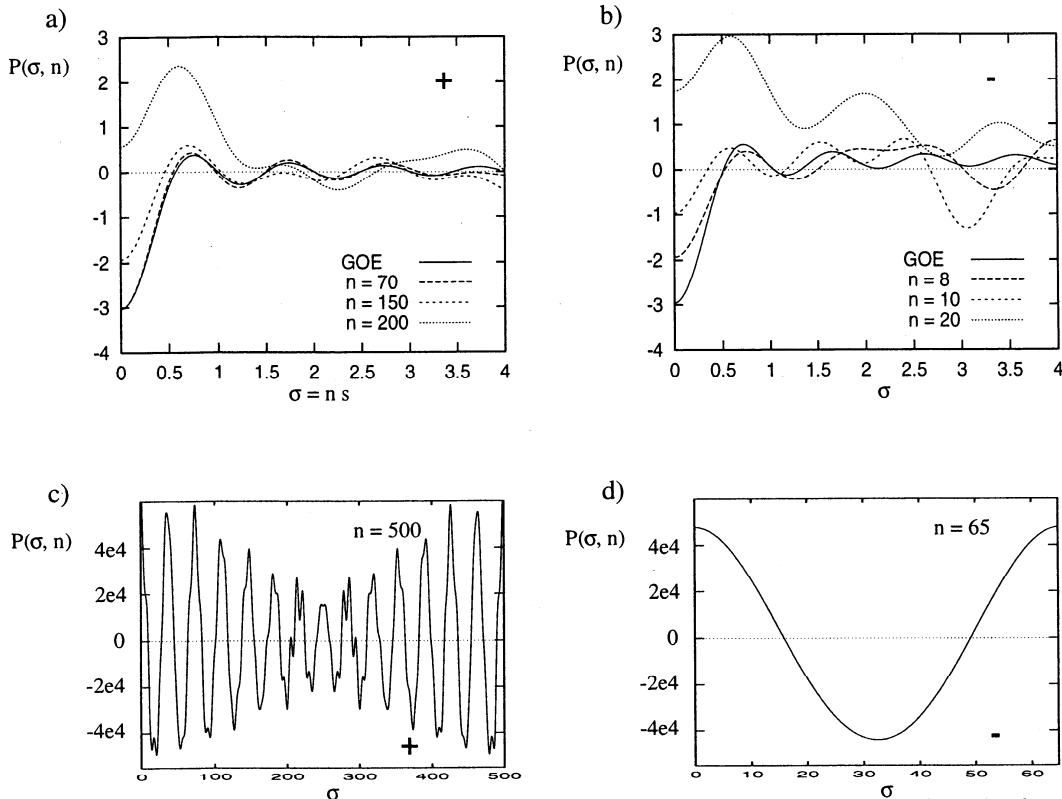 a)
P(σ, n)
3
2
1
0
-1
-2
-3
-4
+
GOE
n = 70
n = 150
n = 200
0 0.5 1 1.5 2 2.5 3 3.5 4
σ = n s
b)
P(σ, n)
3
2
1
0
-1
-2
-3
-4
-
GOE
n = 8
n = 10
n = 20
0 0.5 1 1.5 2 2.5 3 3.5 4
σ
c)
P(σ, n)
n = 500
4e4
2e4
0
-2e4
-4e4
+
0 100 200 300 400 500
σ
d)
P(σ, n)
n = 65
4e4
2e4
0
-2e4
-4e4
-
0 10 20 30 40 50 60
σ